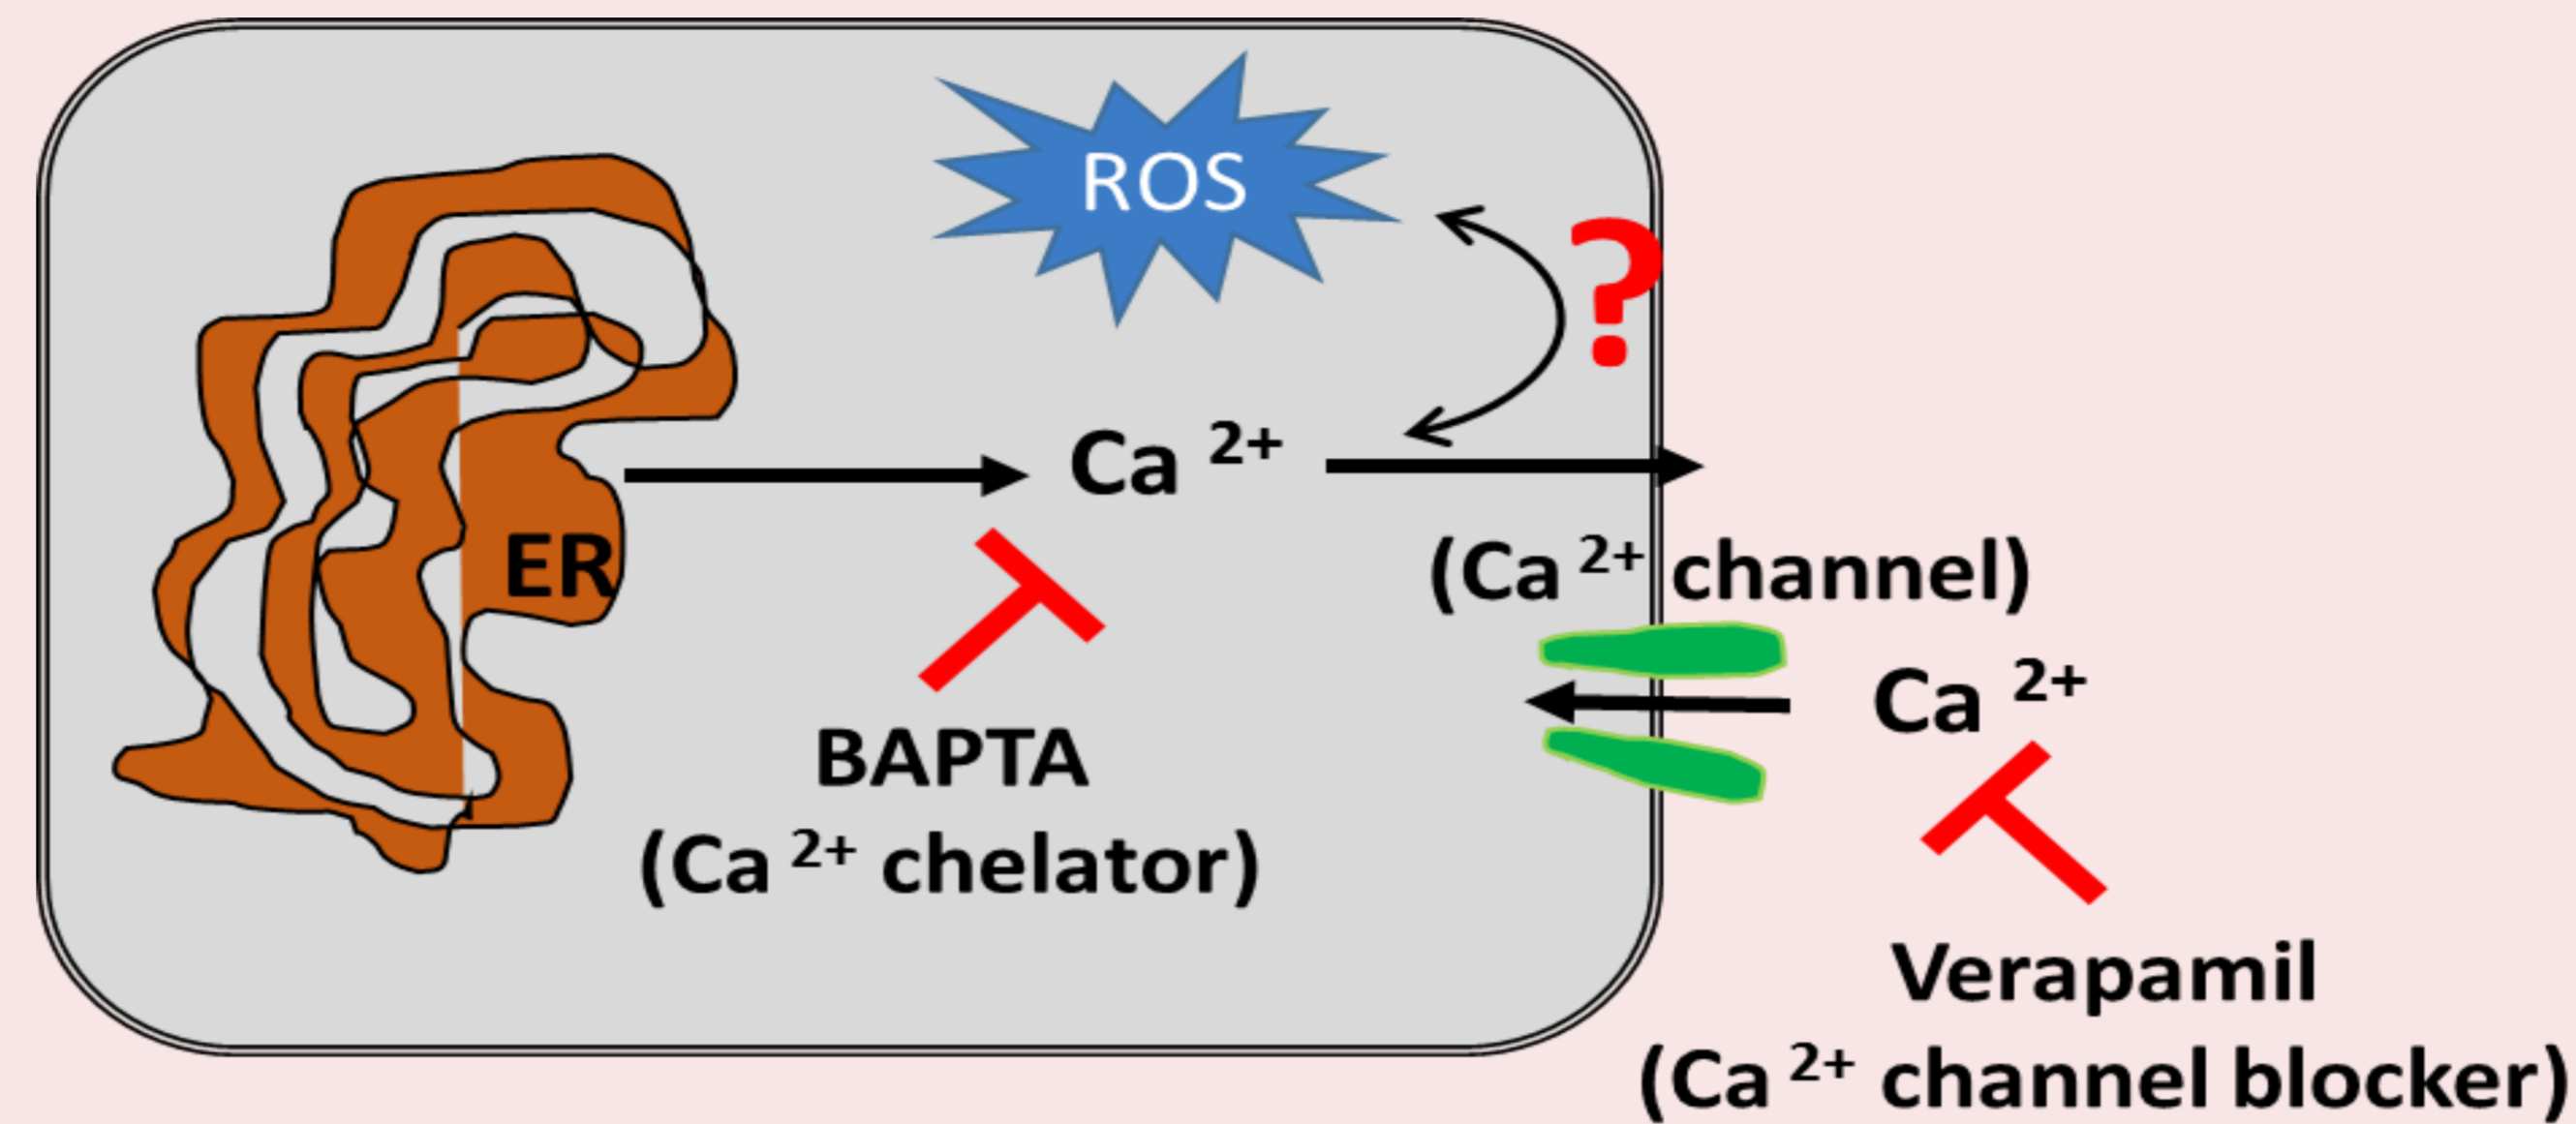 ROS
?
Ca 2+
ER
(Ca 2+ channel)
Ca 2+
BAPTA
(Ca 2+ chelator)
Verapamil
(Ca 2+ channel blocker)